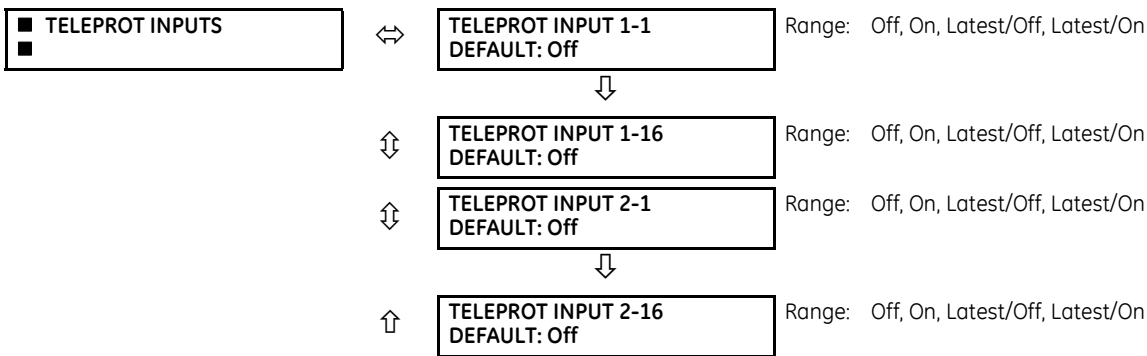 ■ TELEPROT INPUTS
■
TELEPROT INPUT 1-1
DEFAULT: Off
Range: Off, On, Latest/Off, Latest/On
TELEPROT INPUT 1-16
DEFAULT: Off
Range: Off, On, Latest/Off, Latest/On
TELEPROT INPUT 2-1
DEFAULT: Off
Range: Off, On, Latest/Off, Latest/On
TELEPROT INPUT 2-16
DEFAULT: Off
Range: Off, On, Latest/Off, Latest/On